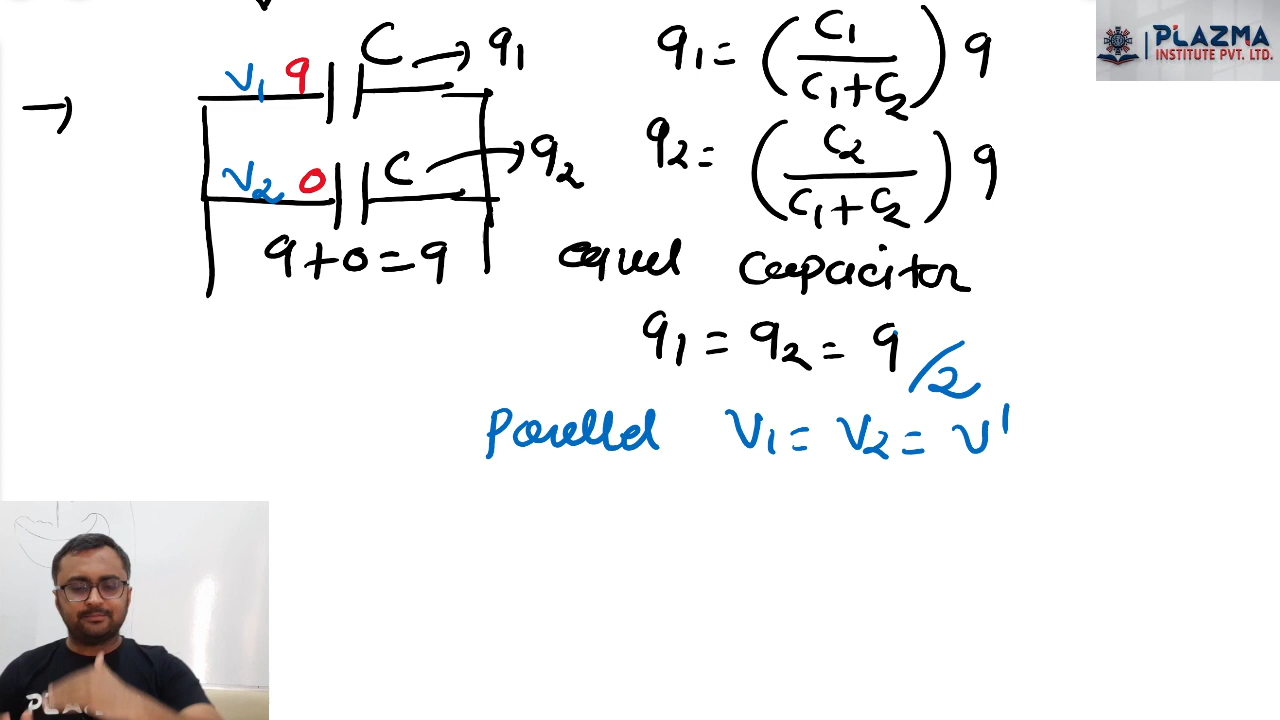 PLAZMA
INSTITUTE PVT. LTD.
→ V₁ q C → q₁
q₁ = (C₁/(C₁+C₂)) q
V₂ 0 C → q₂
q₂ = (C₂/(C₁+C₂)) q
q+0=q
equal capacitor
q₁ = q₂ = q/2
Parallel V₁ = V₂ = V'